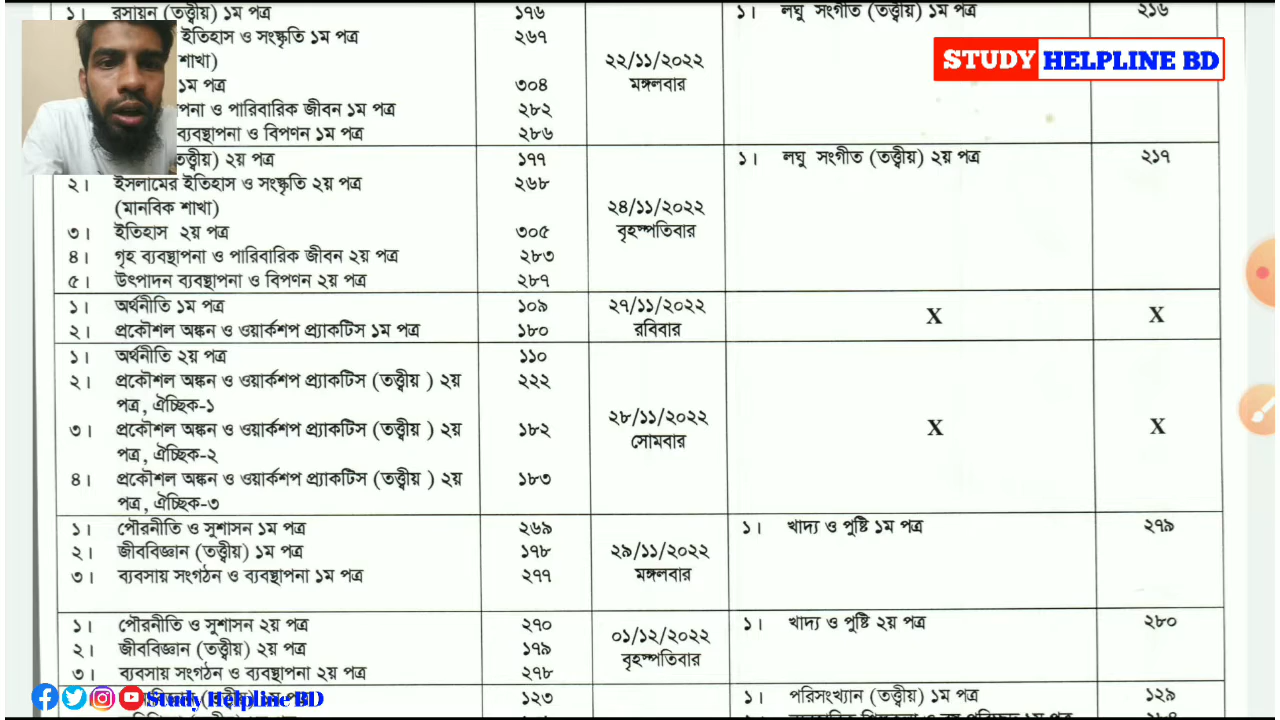 ১। রসায়ন (তত্ত্বীয়) ১ম পত্র ১৭৬ ১। লঘু সংগীত (তত্ত্বীয়) ১ম পত্র ২১৬
ইতিহাস ও সংস্কৃতি ১ম পত্র ২৬৭
শাখা)
১ম পত্র ৩০৪
পনা ও পারিবারিক জীবন ১ম পত্র ২৮২
ব্যবস্থাপনা ও বিপণন ১ম পত্র ২৮৬
২২/১১/২০২২
মঙ্গলবার
STUDY HELPLINE BD
তত্ত্বীয়) ২য় পত্র ১৭৭ ১। লঘু সংগীত (তত্ত্বীয়) ২য় পত্র ২১৭
২। ইসলামের ইতিহাস ও সংস্কৃতি ২য় পত্র ২৬৮
(মানবিক শাখা)
৩। ইতিহাস ২য় পত্র ৩০৫
৪। গৃহ ব্যবস্থাপনা ও পারিবারিক জীবন ২য় পত্র ২৮৩
৫। উৎপাদন ব্যবস্থাপনা ও বিপণন ২য় পত্র ২৮৭
২৪/১১/২০২২
বৃহস্পতিবার
১। অর্থনীতি ১ম পত্র ১০৯
২। প্রকৌশল অঙ্কন ও ওয়ার্কশপ প্র্যাকটিস ১ম পত্র ১৮০
২৭/১১/২০২২
রবিবার
X X
১। অর্থনীতি ২য় পত্র ১১০
২। প্রকৌশল অঙ্কন ও ওয়ার্কশপ প্র্যাকটিস (তত্ত্বীয় ) ২য় ২২২
পত্র, ঐচ্ছিক-১
৩। প্রকৌশল অঙ্কন ও ওয়ার্কশপ প্র্যাকটিস (তত্ত্বীয় ) ২য় ১৮২
পত্র, ঐচ্ছিক-২
৪। প্রকৌশল অঙ্কন ও ওয়ার্কশপ প্র্যাকটিস (তত্ত্বীয় ) ২য় ১৮৩
পত্র, ঐচ্ছিক-৩
২৮/১১/২০২২
সোমবার
X X
১। পৌরনীতি ও সুশাসন ১ম পত্র ২৬৯ ১। খাদ্য ও পুষ্টি ১ম পত্র ২৭৯
২। জীববিজ্ঞান (তত্ত্বীয়) ১ম পত্র ১৭৮
৩। ব্যবসায় সংগঠন ও ব্যবস্থাপনা ১ম পত্র ২৭৭
২৯/১১/২০২২
মঙ্গলবার
১। পৌরনীতি ও সুশাসন ২য় পত্র ২৭০ ১। খাদ্য ও পুষ্টি ২য় পত্র ২৮০
২। জীববিজ্ঞান (তত্ত্বীয়) ২য় পত্র ১৭৯
৩। ব্যবসায় সংগঠন ও ব্যবস্থাপনা ২য় পত্র ২৭৮
০১/১২/২০২২
বৃহস্পতিবার
১২৩ ১। পরিসংখ্যান (তত্ত্বীয়) ১ম পত্র ১২৯
Study Helpline BD